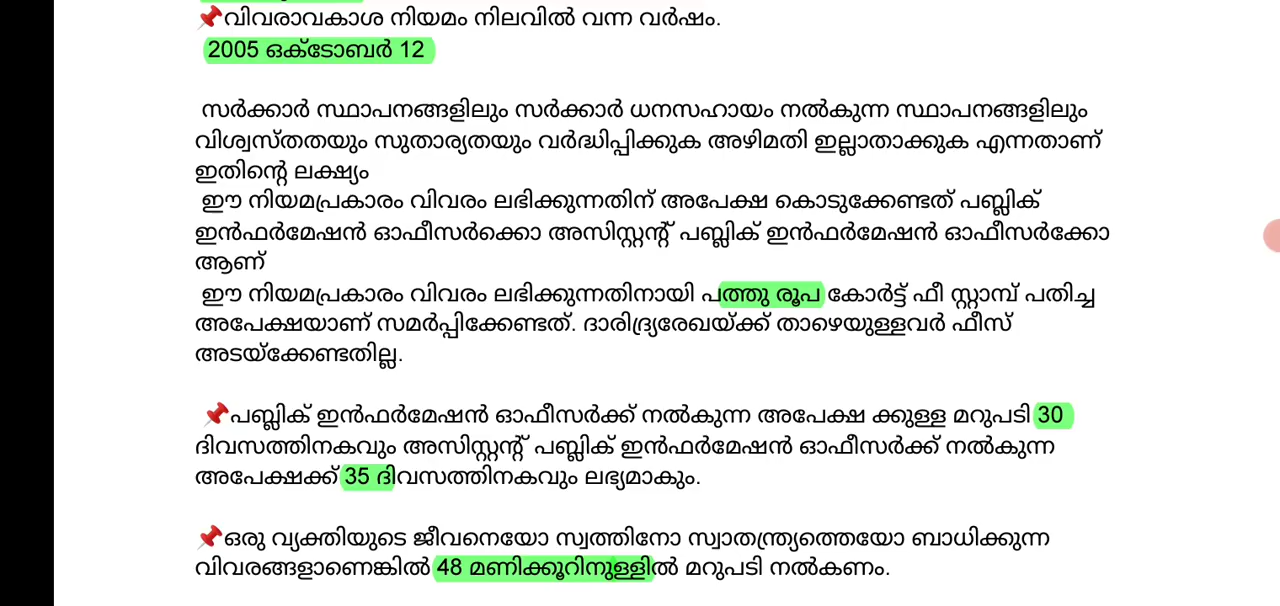 📌വിവരാവകാശ നിയമം നിലവിൽ വന്ന വർഷം.
2005 ഒക്ടോബർ 12
സർക്കാർ സ്ഥാപനങ്ങളിലും സർക്കാർ ധനസഹായം നൽകുന്ന സ്ഥാപനങ്ങളിലും
വിശ്വസ്തതയും സുതാര്യതയും വർദ്ധിപ്പിക്കുക അഴിമതി ഇല്ലാതാക്കുക എന്നതാണ്
ഇതിന്റെ ലക്ഷ്യം
ഈ നിയമപ്രകാരം വിവരം ലഭിക്കുന്നതിന് അപേക്ഷ കൊടുക്കേണ്ടത് പബ്ലിക്
ഇൻഫർമേഷൻ ഓഫീസർക്കൊ അസിസ്റ്റന്റ് പബ്ലിക് ഇൻഫർമേഷൻ ഓഫീസർക്കോ
ആണ്
ഈ നിയമപ്രകാരം വിവരം ലഭിക്കുന്നതിനായി പത്തു രൂപ കോർട്ട് ഫീ സ്റ്റാമ്പ് പതിച്ച
അപേക്ഷയാണ് സമർപ്പിക്കേണ്ടത്. ദാരിദ്ര്യരേഖയ്ക്ക് താഴെയുള്ളവർ ഫീസ്
അടയ്ക്കേണ്ടതില്ല.
📌പബ്ലിക് ഇൻഫർമേഷൻ ഓഫീസർക്ക് നൽകുന്ന അപേക്ഷ ക്കുള്ള മറുപടി 30
ദിവസത്തിനകവും അസിസ്റ്റന്റ് പബ്ലിക് ഇൻഫർമേഷൻ ഓഫീസർക്ക് നൽകുന്ന
അപേക്ഷക്ക് 35 ദിവസത്തിനകവും ലഭ്യമാകും.
📌ഒരു വ്യക്തിയുടെ ജീവനെയോ സ്വത്തിനോ സ്വാതന്ത്ര്യത്തെയോ ബാധിക്കുന്ന
വിവരങ്ങളാണെങ്കിൽ 48 മണിക്കൂറിനുള്ളിൽ മറുപടി നൽകണം.